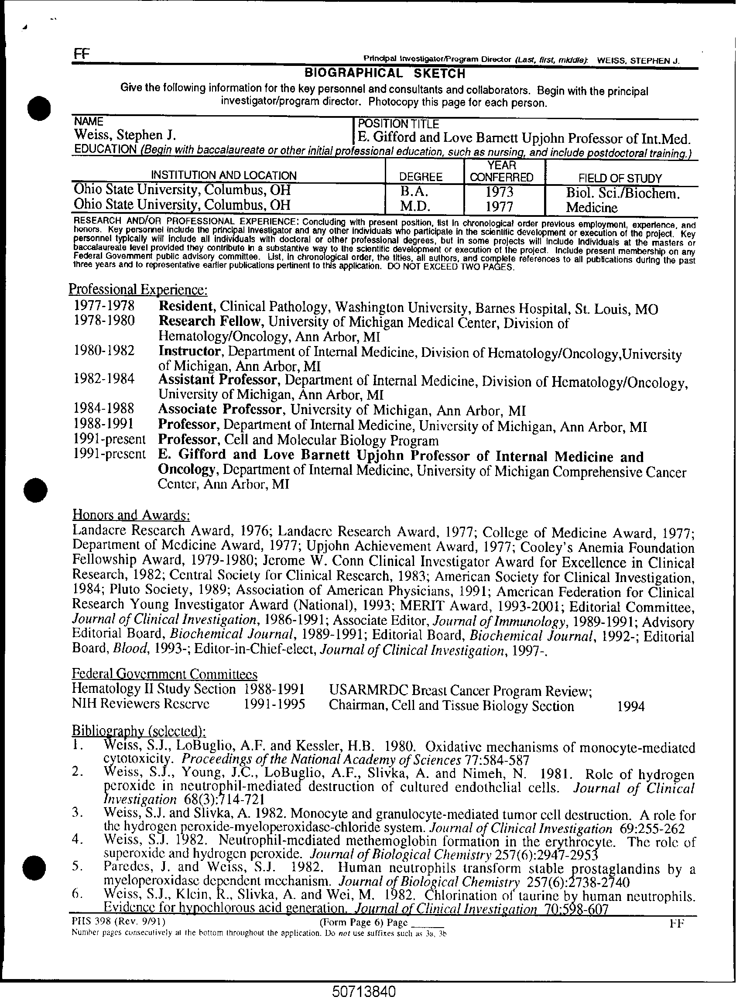 FF
Principal Investigator/Program Director (Last, first, middle): WEISS, STEPHEN J.
BIOGRAPHICAL SKETCH
Give the following information for the key personnel and consultants and collaborators. Begin with the principal
investigator/program director. Photocopy this page for each person.
NAME
POSITION TITLE
Weiss, Stephen J.
E. Gifford and Love Barnett Upjohn Professor of Int.Med.
EDUCATION (Begin with baccalaureate or other initial professional education, such as nursing, and include postdoctoral training.)
INSTITUTION AND LOCATION DEGREE YEAR CONFERRED FIELD OF STUDY
Ohio State University, Columbus, OH B.A. 1973 Biol. Sci./Biochem.
Ohio State University, Columbus, OH M.D. 1977 Medicine
RESEARCH AND/OR PROFESSIONAL EXPERIENCE: Concluding with present position, list in chronological order previous employment, experience, and
honors. Key personnel include the principal investigator and any other individuals who participate in the scientific development or execution of the project. Key
personnel typically will include all individuals with doctoral or other professional degrees, but in some projects will include individuals at the masters or
baccalaureate level provided they contribute in a substantive way to the scientific development or execution of the project. Include present membership on any
Federal Government public advisory committee. List, in chronological order, the titles, all authors, and complete references to all publications during the past
three years and to representative earlier publications pertinent to this application. DO NOT EXCEED TWO PAGES.
Professional Experience:
1977-1978 Resident, Clinical Pathology, Washington University, Barnes Hospital, St. Louis, MO
1978-1980 Research Fellow, University of Michigan Medical Center, Division of
Hematology/Oncology, Ann Arbor, MI
1980-1982 Instructor, Department of Internal Medicine, Division of Hematology/Oncology,University
of Michigan, Ann Arbor, MI
1982-1984 Assistant Professor, Department of Internal Medicine, Division of Hematology/Oncology,
University of Michigan, Ann Arbor, MI
1984-1988 Associate Professor, University of Michigan, Ann Arbor, MI
1988-1991 Professor, Department of Internal Medicine, University of Michigan, Ann Arbor, MI
1991-present Professor, Cell and Molecular Biology Program
1991-present E. Gifford and Love Barnett Upjohn Professor of Internal Medicine and
Oncology, Department of Internal Medicine, University of Michigan Comprehensive Cancer
Center, Ann Arbor, MI
Honors and Awards:
Landacre Research Award, 1976; Landacre Research Award, 1977; College of Medicine Award, 1977;
Department of Medicine Award, 1977; Upjohn Achievement Award, 1977; Cooley's Anemia Foundation
Fellowship Award, 1979-1980; Jerome W. Conn Clinical Investigator Award for Excellence in Clinical
Research, 1982; Central Society for Clinical Research, 1983; American Society for Clinical Investigation,
1984; Pluto Society, 1989; Association of American Physicians, 1991; American Federation for Clinical
Research Young Investigator Award (National), 1993; MERIT Award, 1993-2001; Editorial Committee,
Journal of Clinical Investigation, 1986-1991; Associate Editor, Journal of Immunology, 1989-1991; Advisory
Editorial Board, Biochemical Journal, 1989-1991; Editorial Board, Biochemical Journal, 1992-; Editorial
Board, Blood, 1993-; Editor-in-Chief-elect, Journal of Clinical Investigation, 1997-.
Federal Government Committees
Hematology II Study Section 1988-1991 USARMRDC Breast Cancer Program Review;
NIH Reviewers Reserve 1991-1995 Chairman, Cell and Tissue Biology Section 1994
Bibliography (selected):
1. Weiss, S.J., LoBuglio, A.F. and Kessler, H.B. 1980. Oxidative mechanisms of monocyte-mediated
cytotoxicity. Proceedings of the National Academy of Sciences 77:584-587
2. Weiss, S.J., Young, J.C., LoBuglio, A.F., Slivka, A. and Nimeh, N. 1981. Role of hydrogen
peroxide in neutrophil-mediated destruction of cultured endothelial cells. Journal of Clinical
Investigation 68(3):714-721
3. Weiss, S.J. and Slivka, A. 1982. Monocyte and granulocyte-mediated tumor cell destruction. A role for
the hydrogen peroxide-myeloperoxidase-chloride system. Journal of Clinical Investigation 69:255-262
4. Weiss, S.J. 1982. Neutrophil-mediated methemoglobin formation in the erythrocyte. The role of
superoxide and hydrogen peroxide. Journal of Biological Chemistry 257(6):2947-2953
5. Paredes, J. and Weiss, S.J. 1982. Human neutrophils transform stable prostaglandins by a
myeloperoxidase dependent mechanism. Journal of Biological Chemistry 257(6):2738-2740
6. Weiss, S.J., Klein, R., Slivka, A. and Wei, M. 1982. Chlorination of taurine by human neutrophils.
Evidence for hypochlorous acid generation. Journal of Clinical Investigation 70:598-607
PHS 398 (Rev. 9/91) (Form Page 6) Page FF
Number pages consecutively at the bottom throughout the application. Do not use suffixes such as 3a, 3b
50713840